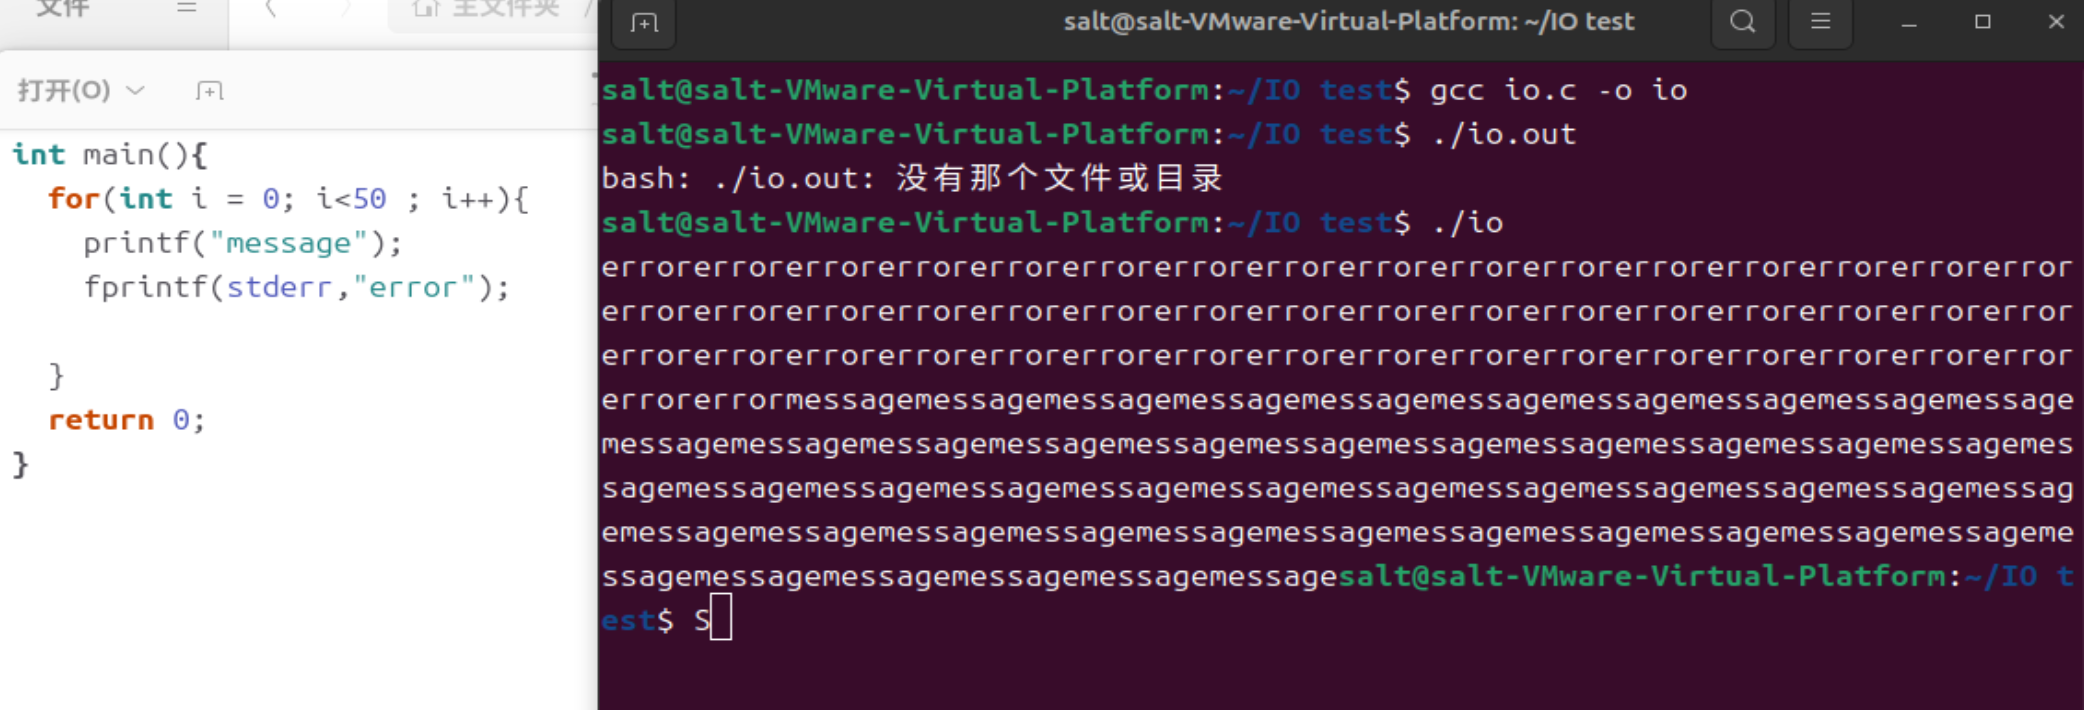 文件
主文件夹 /
打开(O)
int main(){
  for(int i = 0; i<50 ; i++){
    printf("message");
    fprintf(stderr,"error");
  }
  return 0;
}
salt@salt-VMware-Virtual-Platform: ~/IO test
salt@salt-VMware-Virtual-Platform:~/IO test$ gcc io.c -o io
salt@salt-VMware-Virtual-Platform:~/IO test$ ./io.out
bash: ./io.out: 没有那个文件或目录
salt@salt-VMware-Virtual-Platform:~/IO test$ ./io
errorerrorerrorerrorerrorerrorerrorerrorerrorerrorerrorerrorerrorerrorerrorerror
errorerrorerrorerrorerrorerrorerrorerrorerrorerrorerrorerrorerrorerrorerrorerror
errorerrorerrorerrorerrorerrorerrorerrorerrorerrorerrorerrorerrorerrorerrorerror
errorerrormessagemessagemessagemessagemessagemessagemessagemessagemessagemessage
messagemessagemessagemessagemessagemessagemessagemessagemessagemessagemessagemes
sagemessagemessagemessagemessagemessagemessagemessagemessagemessagemessagemessag
emessagemessagemessagemessagemessagemessagemessagemessagemessagemessagemessageme
ssagemessagemessagemessagemessagemessagesalt@salt-VMware-Virtual-Platform:~/IO t
est$ S